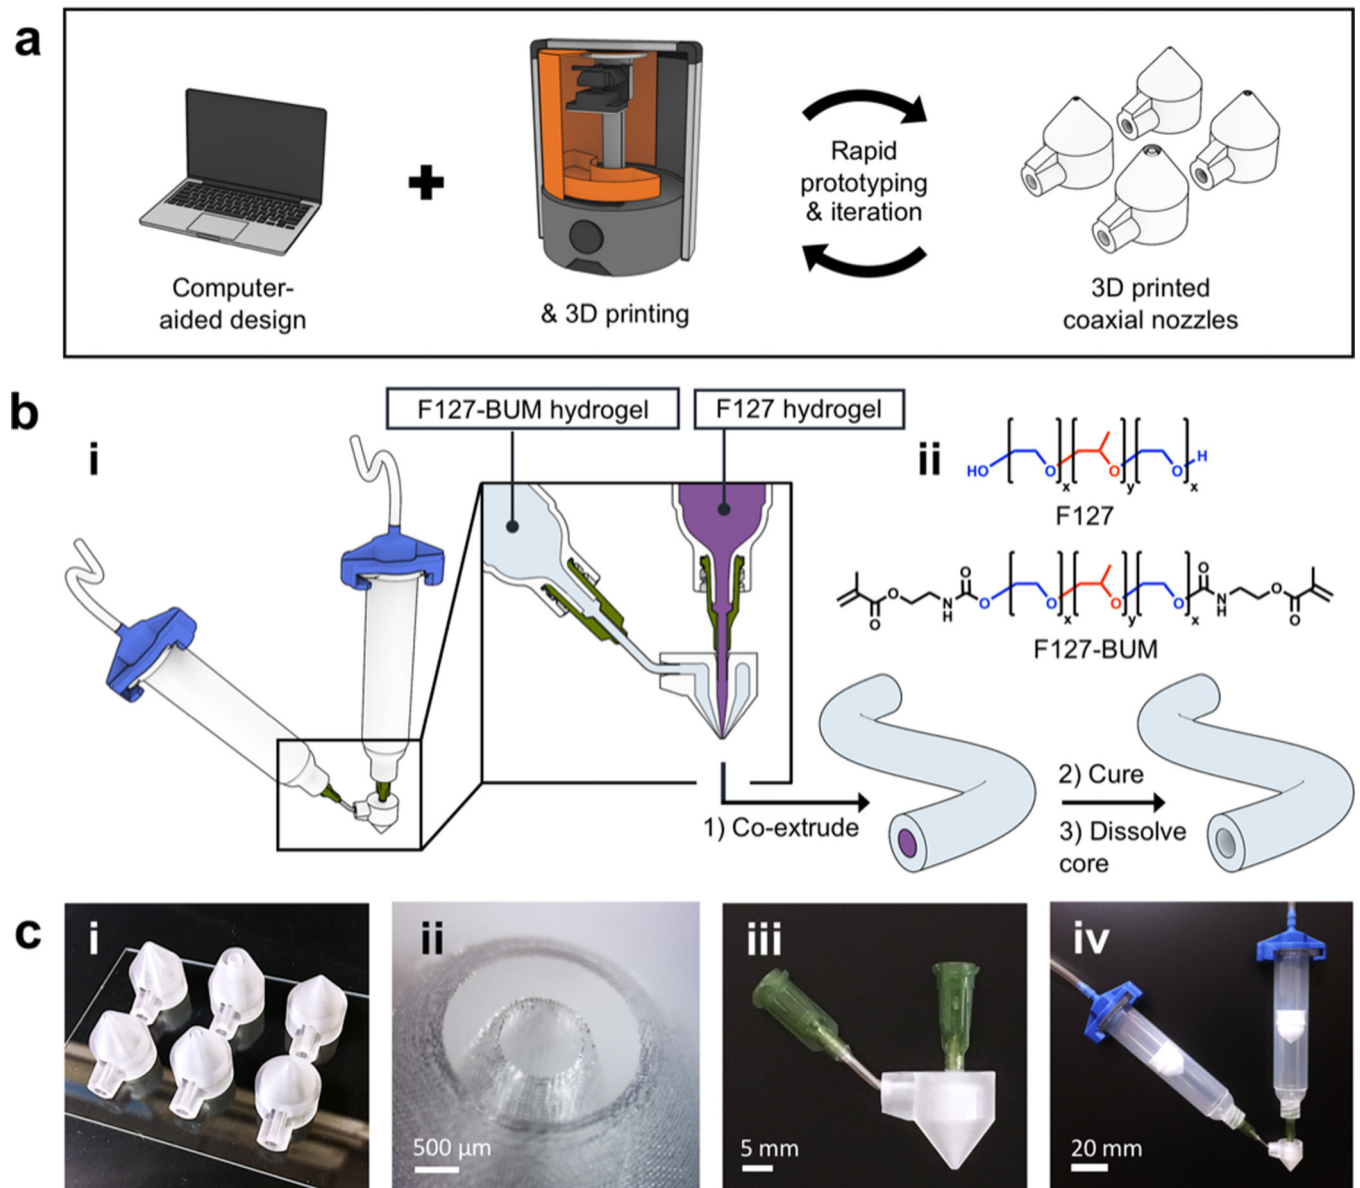 a
Computer-
aided design
& 3D printing
Rapid
prototyping
& iteration
3D printed
coaxial nozzles
b
i
F127-BUM hydrogel
F127 hydrogel
1) Co-extrude
2) Cure
3) Dissolve
core
ii
HO
O
x
O
y
O
x
H
F127
O
O
O
N
H
O
O
x
O
y
O
x
O
N
H
O
O
F127-BUM
c
i
ii
500 µm
iii
5 mm
iv
20 mm